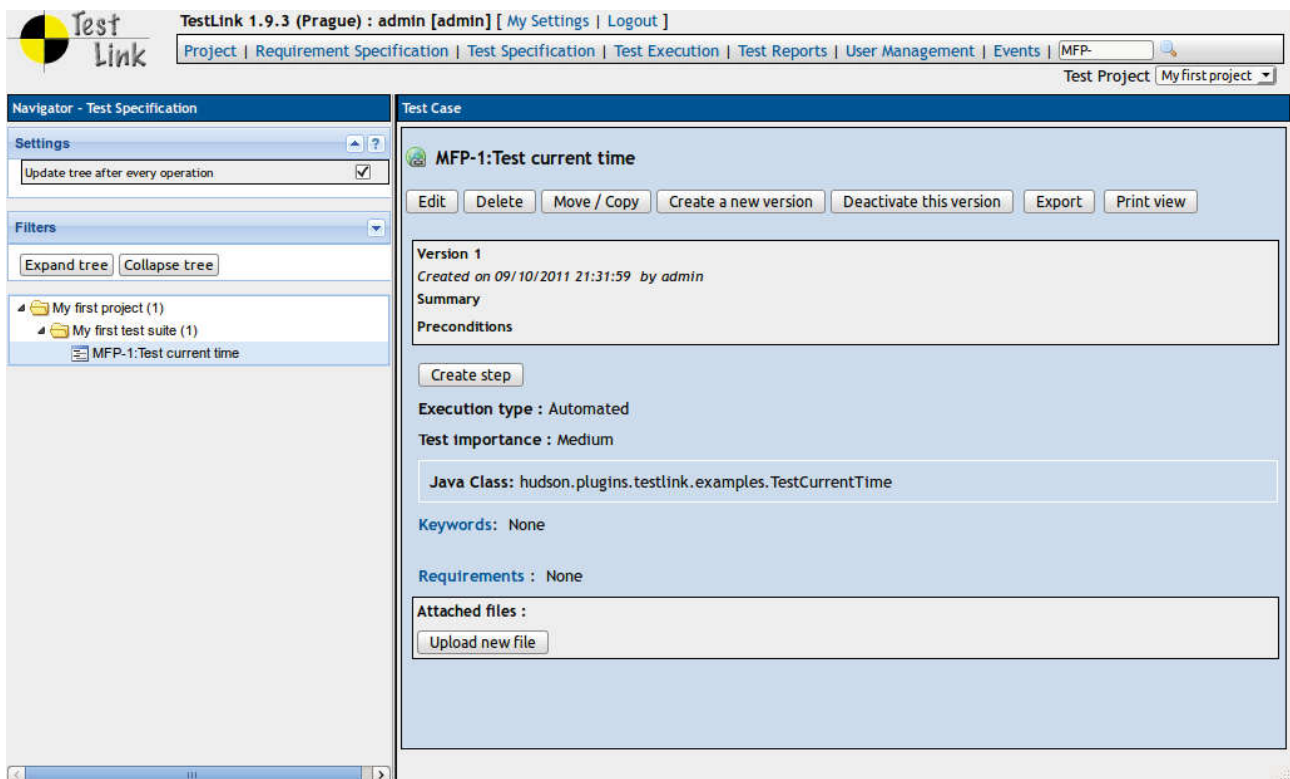 Test
Link
TestLink 1.9.3 (Prague) : admin [admin] [ My Settings | Logout ]
Project | Requirement Specification | Test Specification | Test Execution | Test Reports | User Management | Events | MFP-
Test Project My first project
Navigator - Test Specification
Settings
?
Update tree after every operation
Filters
Expand tree Collapse tree
My first project (1)
My first test suite (1)
MFP-1:Test current time
Test Case
MFP-1:Test current time
Edit Delete Move / Copy Create a new version Deactivate this version Export Print view
Version 1
Created on 09/10/2011 21:31:59 by admin
Summary
Preconditions
Create step
Execution type : Automated
Test importance : Medium
Java Class: hudson.plugins.testlink.examples.TestCurrentTime
Keywords: None
Requirements : None
Attached files :
Upload new file